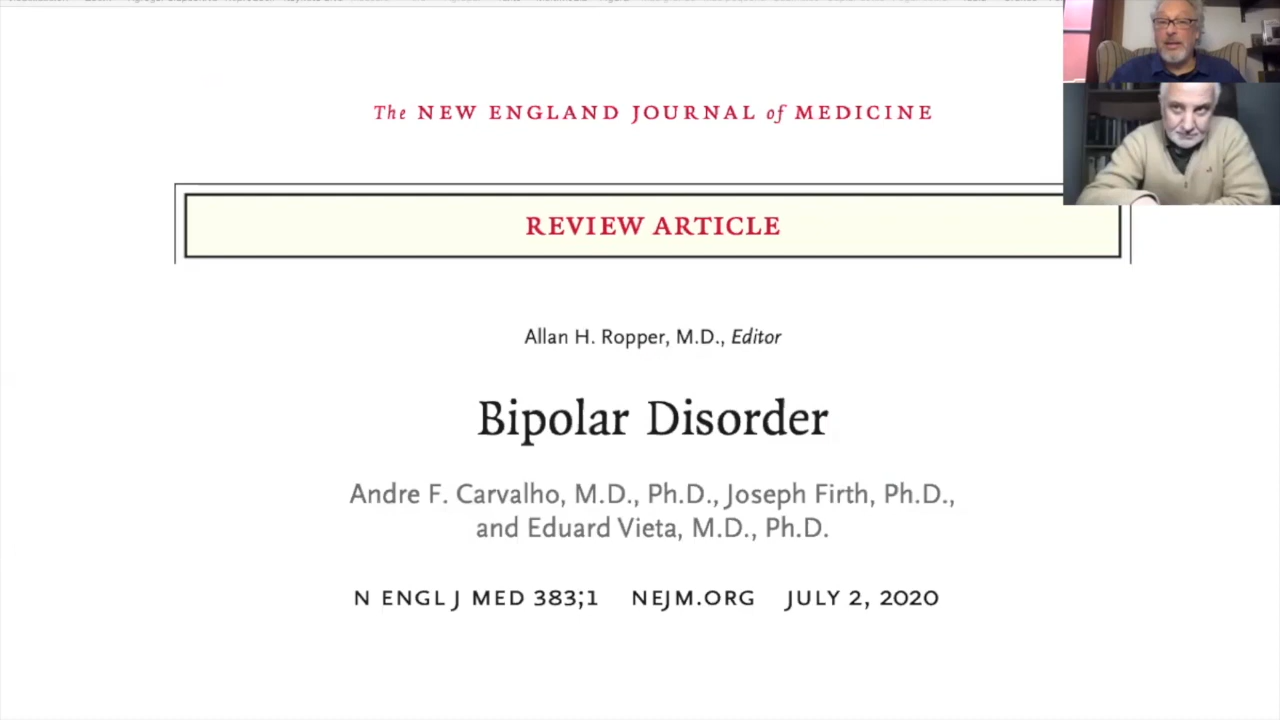 The NEW ENGLAND JOURNAL of MEDICINE
REVIEW ARTICLE
Allan H. Ropper, M.D., Editor
Bipolar Disorder
Andre F. Carvalho, M.D., Ph.D., Joseph Firth, Ph.D.,
and Eduard Vieta, M.D., Ph.D.
N ENGL J MED 383;1 NEJM.ORG JULY 2, 2020